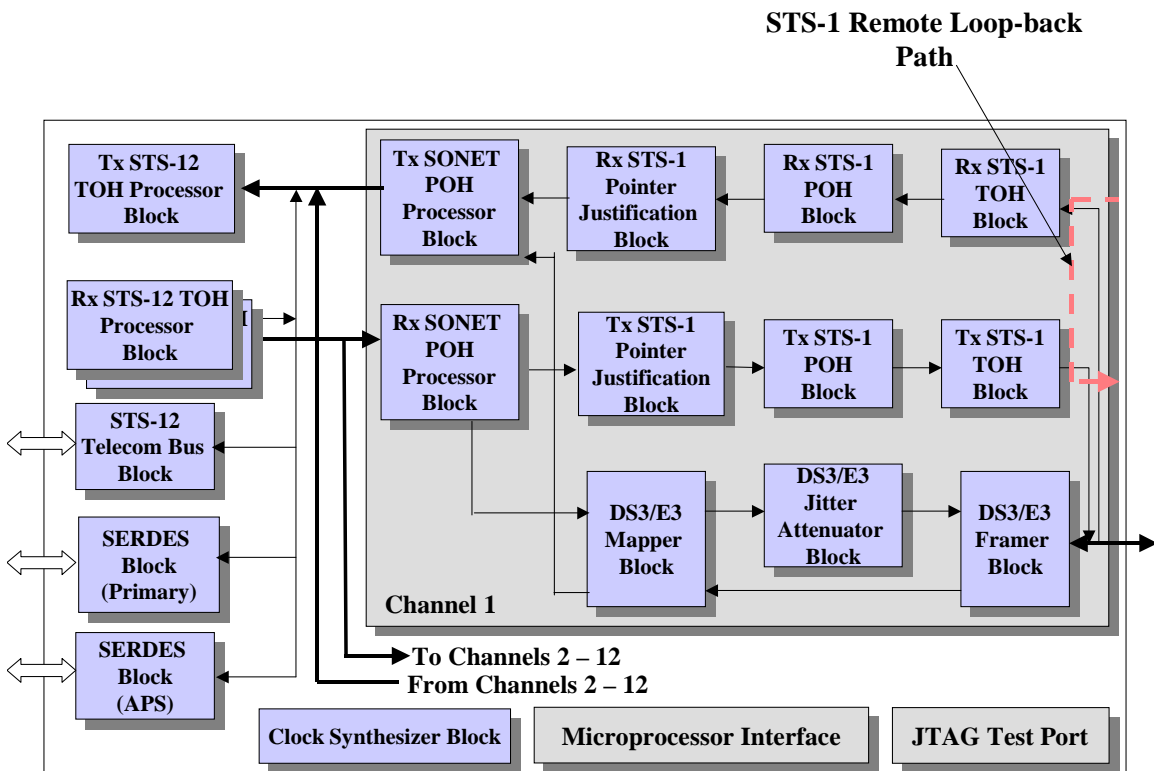 STS-1 Remote Loop-back
Path
Tx STS-12
TOH Processor
Block
Tx SONET
POH
Processor
Block
Rx STS-1
Pointer
Justification
Block
Rx STS-1
POH
Block
Rx STS-1
TOH
Block
Rx STS-12 TOH
Processor
Block
Rx SONET
POH
Processor
Block
Tx STS-1
Pointer
Justification
Block
Tx STS-1
POH
Block
Tx STS-1
TOH
Block
STS-12
Telecom Bus
Block
DS3/E3
Mapper
Block
DS3/E3
Jitter
Attenuator
Block
DS3/E3
Framer
Block
SERDES
Block
(Primary)
Channel 1
SERDES
Block
(APS)
To Channels 2 – 12
From Channels 2 – 12
Clock Synthesizer Block
Microprocessor Interface
JTAG Test Port